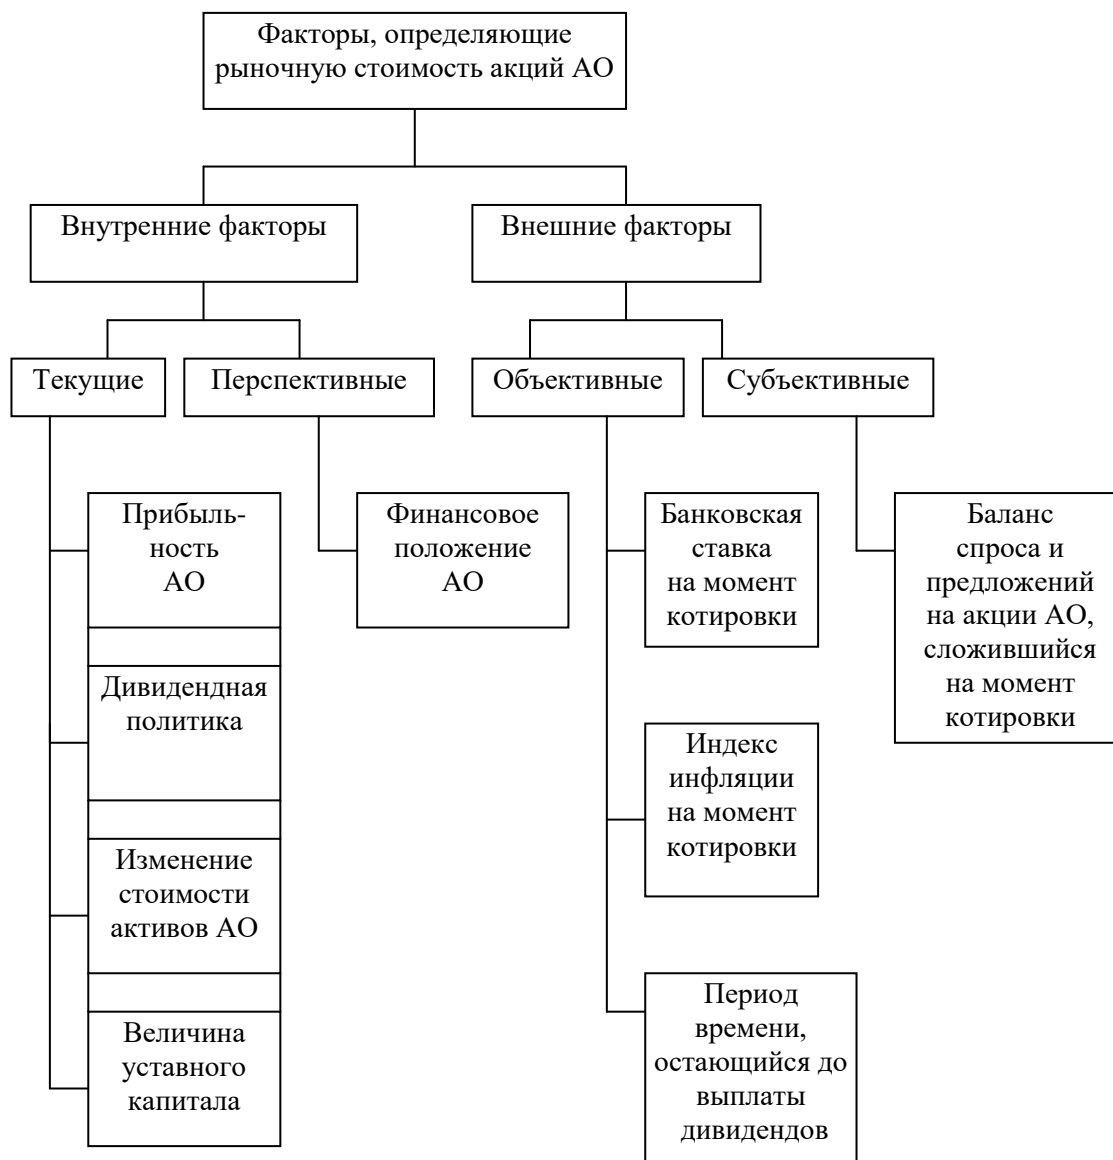 Факторы, определяющие
рыночную стоимость акций АО
Внутренние факторы
Внешние факторы
Текущие
Перспективные
Объективные
Субъективные
Прибыль-
ность
АО
Дивидендная
политика
Изменение
стоимости
активов АО
Величина
уставного
капитала
Финансовое
положение
АО
Банковская
ставка
на момент
котировки
Индекс
инфляции
на момент
котировки
Период
времени,
остающийся до
выплаты
дивидендов
Баланс
спроса и
предложений
на акции АО,
сложившийся
на момент
котировки